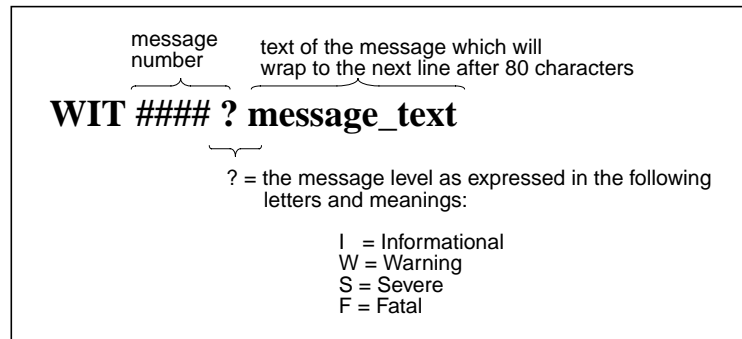 message
number
text of the message which will
wrap to the next line after 80 characters
WIT #### ? message_text
? = the message level as expressed in the following
letters and meanings:
I = Informational
W = Warning
S = Severe
F = Fatal